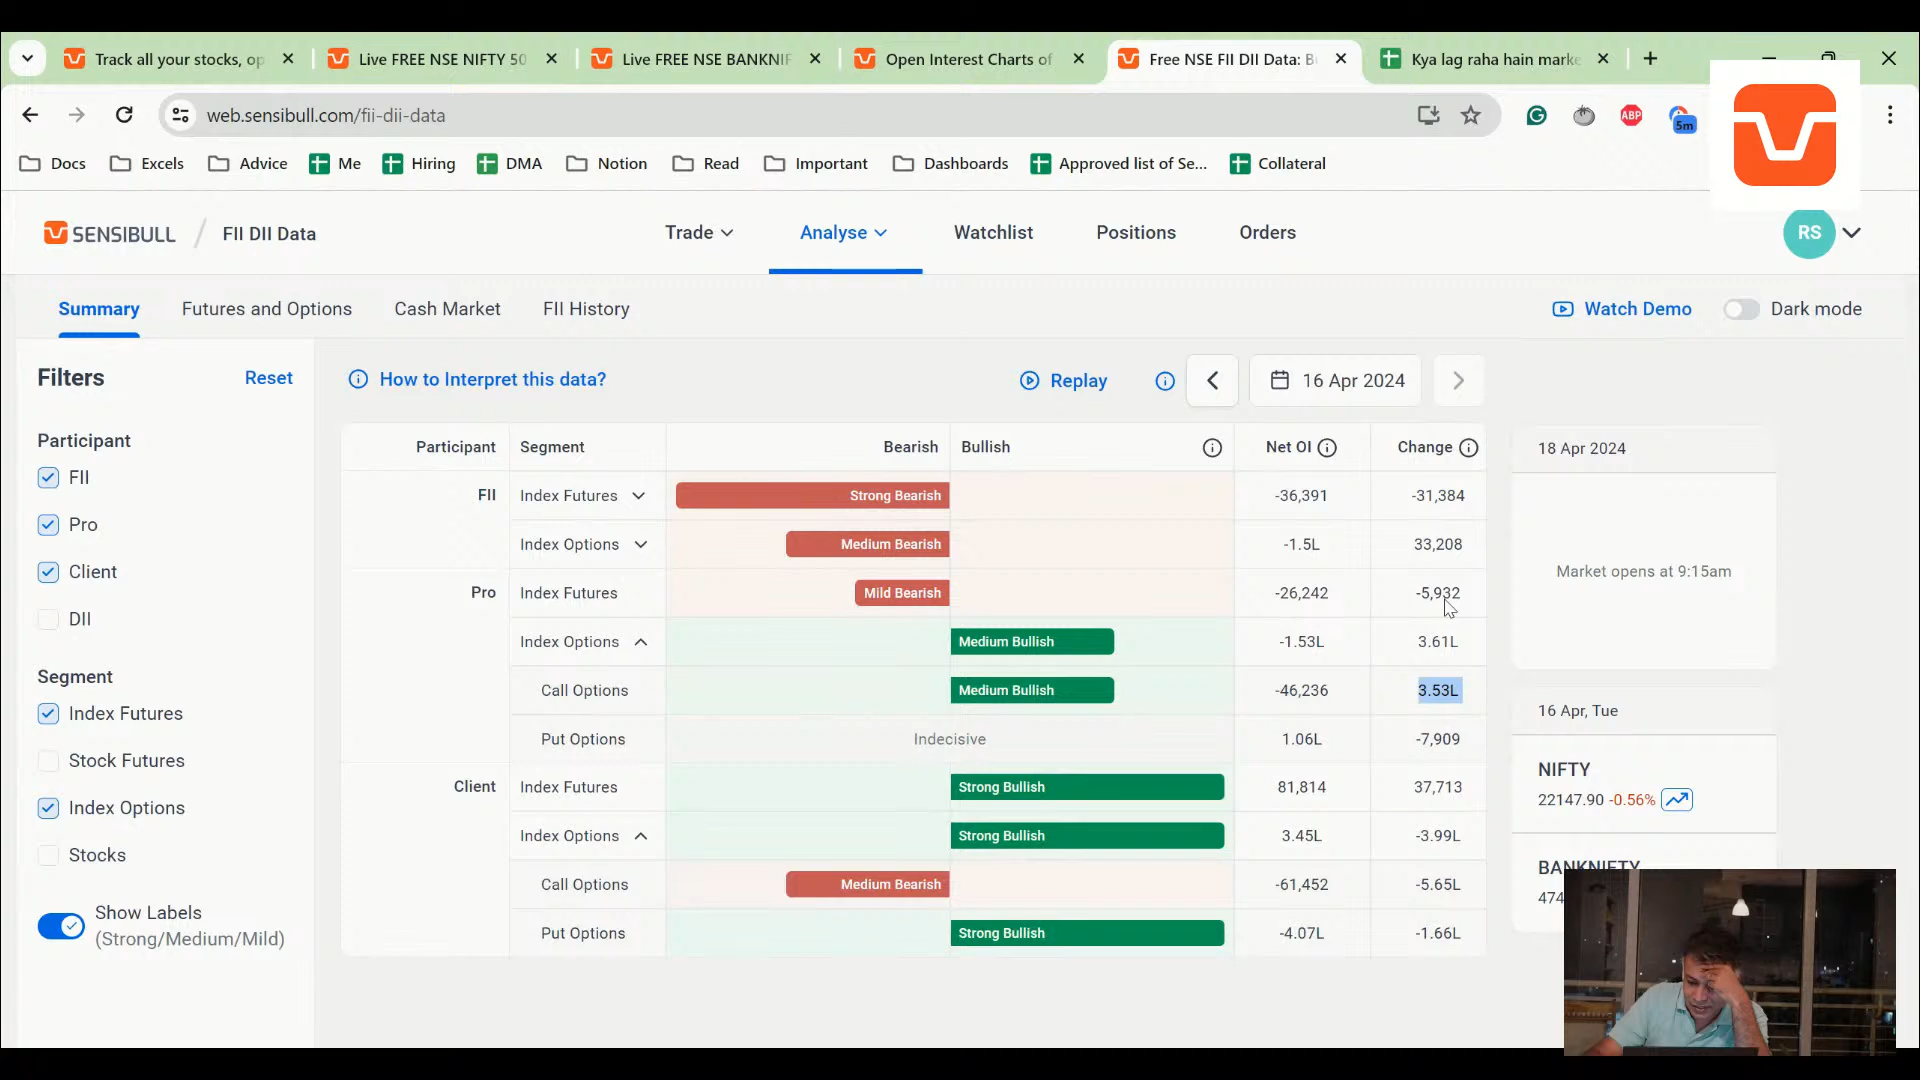 Track all your stocks, op
Live FREE NSE NIFTY 50
Live FREE NSE BANKNIF
Open Interest Charts of
Free NSE FII DII Data: B
Kya lag raha hain mark
web.sensibull.com/fii-dii-data
ABP
5m
Docs
Excels
Advice
Me
Hiring
DMA
Notion
Read
Important
Dashboards
Approved list of Se...
Collateral
SENSIBULL / FII DII Data
Trade
Analyse
Watchlist
Positions
Orders
RS
Summary
Futures and Options
Cash Market
FII History
Watch Demo
Dark mode
Filters
Reset
Participant
FII
Pro
Client
DII
Segment
Index Futures
Stock Futures
Index Options
Stocks
Show Labels
(Strong/Medium/Mild)
How to Interpret this data?
Replay
16 Apr 2024
Participant Segment Bearish Bullish Net OI Change
FII Index Futures Strong Bearish -36,391 -31,384
Index Options Medium Bearish -1.5L 33,208
Pro Index Futures Mild Bearish -26,242 -5,932
Index Options Medium Bullish -1.53L 3.61L
Call Options Medium Bullish -46,236 3.53L
Put Options Indecisive 1.06L -7,909
Client Index Futures Strong Bullish 81,814 37,713
Index Options Strong Bullish 3.45L -3.99L
Call Options Medium Bearish -61,452 -5.65L
Put Options Strong Bullish -4.07L -1.66L
18 Apr 2024
Market opens at 9:15am
16 Apr, Tue
NIFTY
22147.90 -0.56%
BANKNIFTY
474